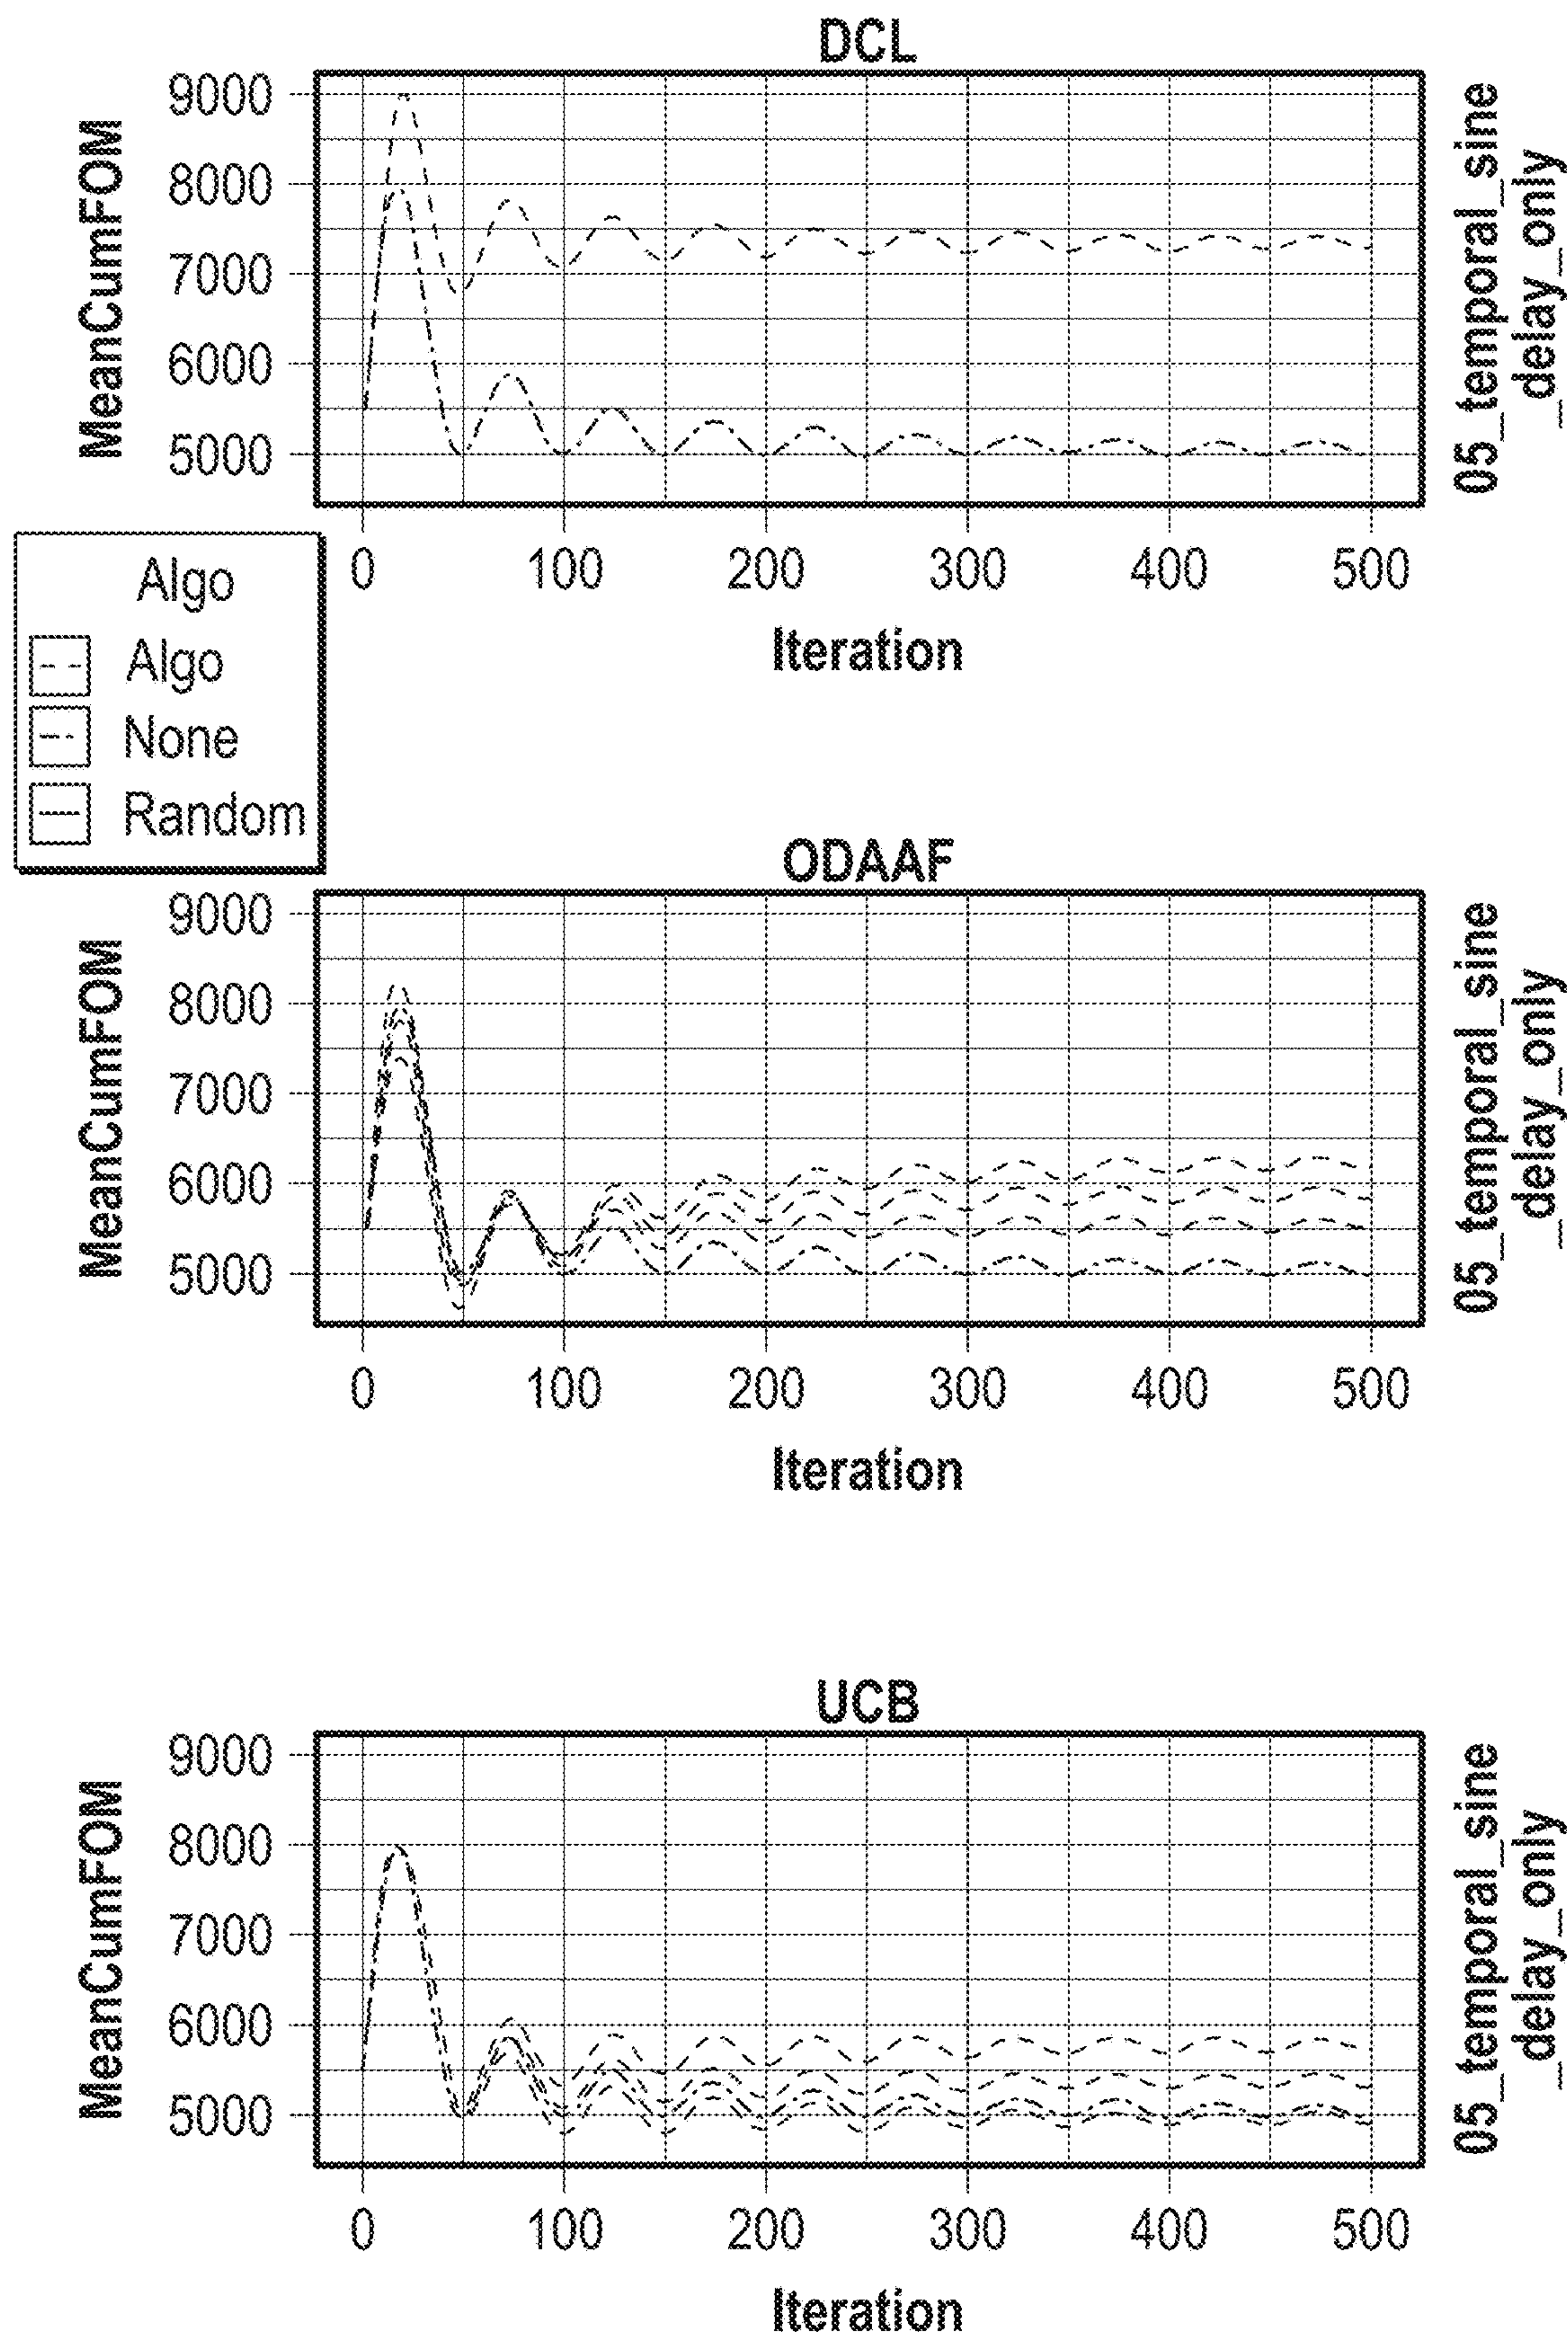 DCL
MeanCumFOM
9000
8000
7000
6000
5000
05_temporal_sine
_delay_only
0 100 200 300 400 500
Iteration
Algo
Algo
None
Random
ODAAF
MeanCumFOM
9000
8000
7000
6000
5000
05_temporal_sine
_delay_only
0 100 200 300 400 500
Iteration
UCB
MeanCumFOM
9000
8000
7000
6000
5000
05_temporal_sine
_delay_only
0 100 200 300 400 500
Iteration